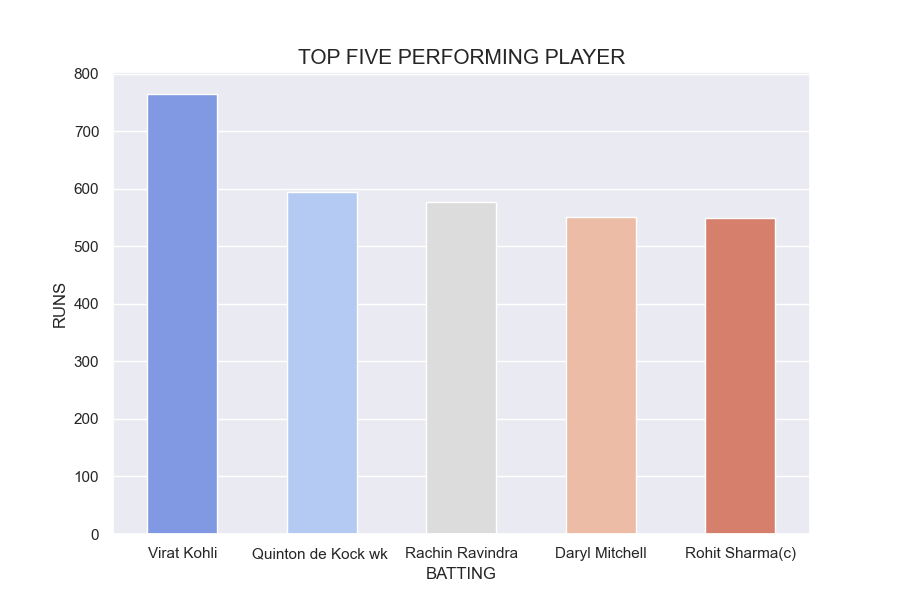 TOP FIVE PERFORMING PLAYER
800
700
600
500
400
300
200
100
0
RUNS
Virat Kohli
Quinton de Kock wk
Rachin Ravindra
Daryl Mitchell
Rohit Sharma(c)
BATTING